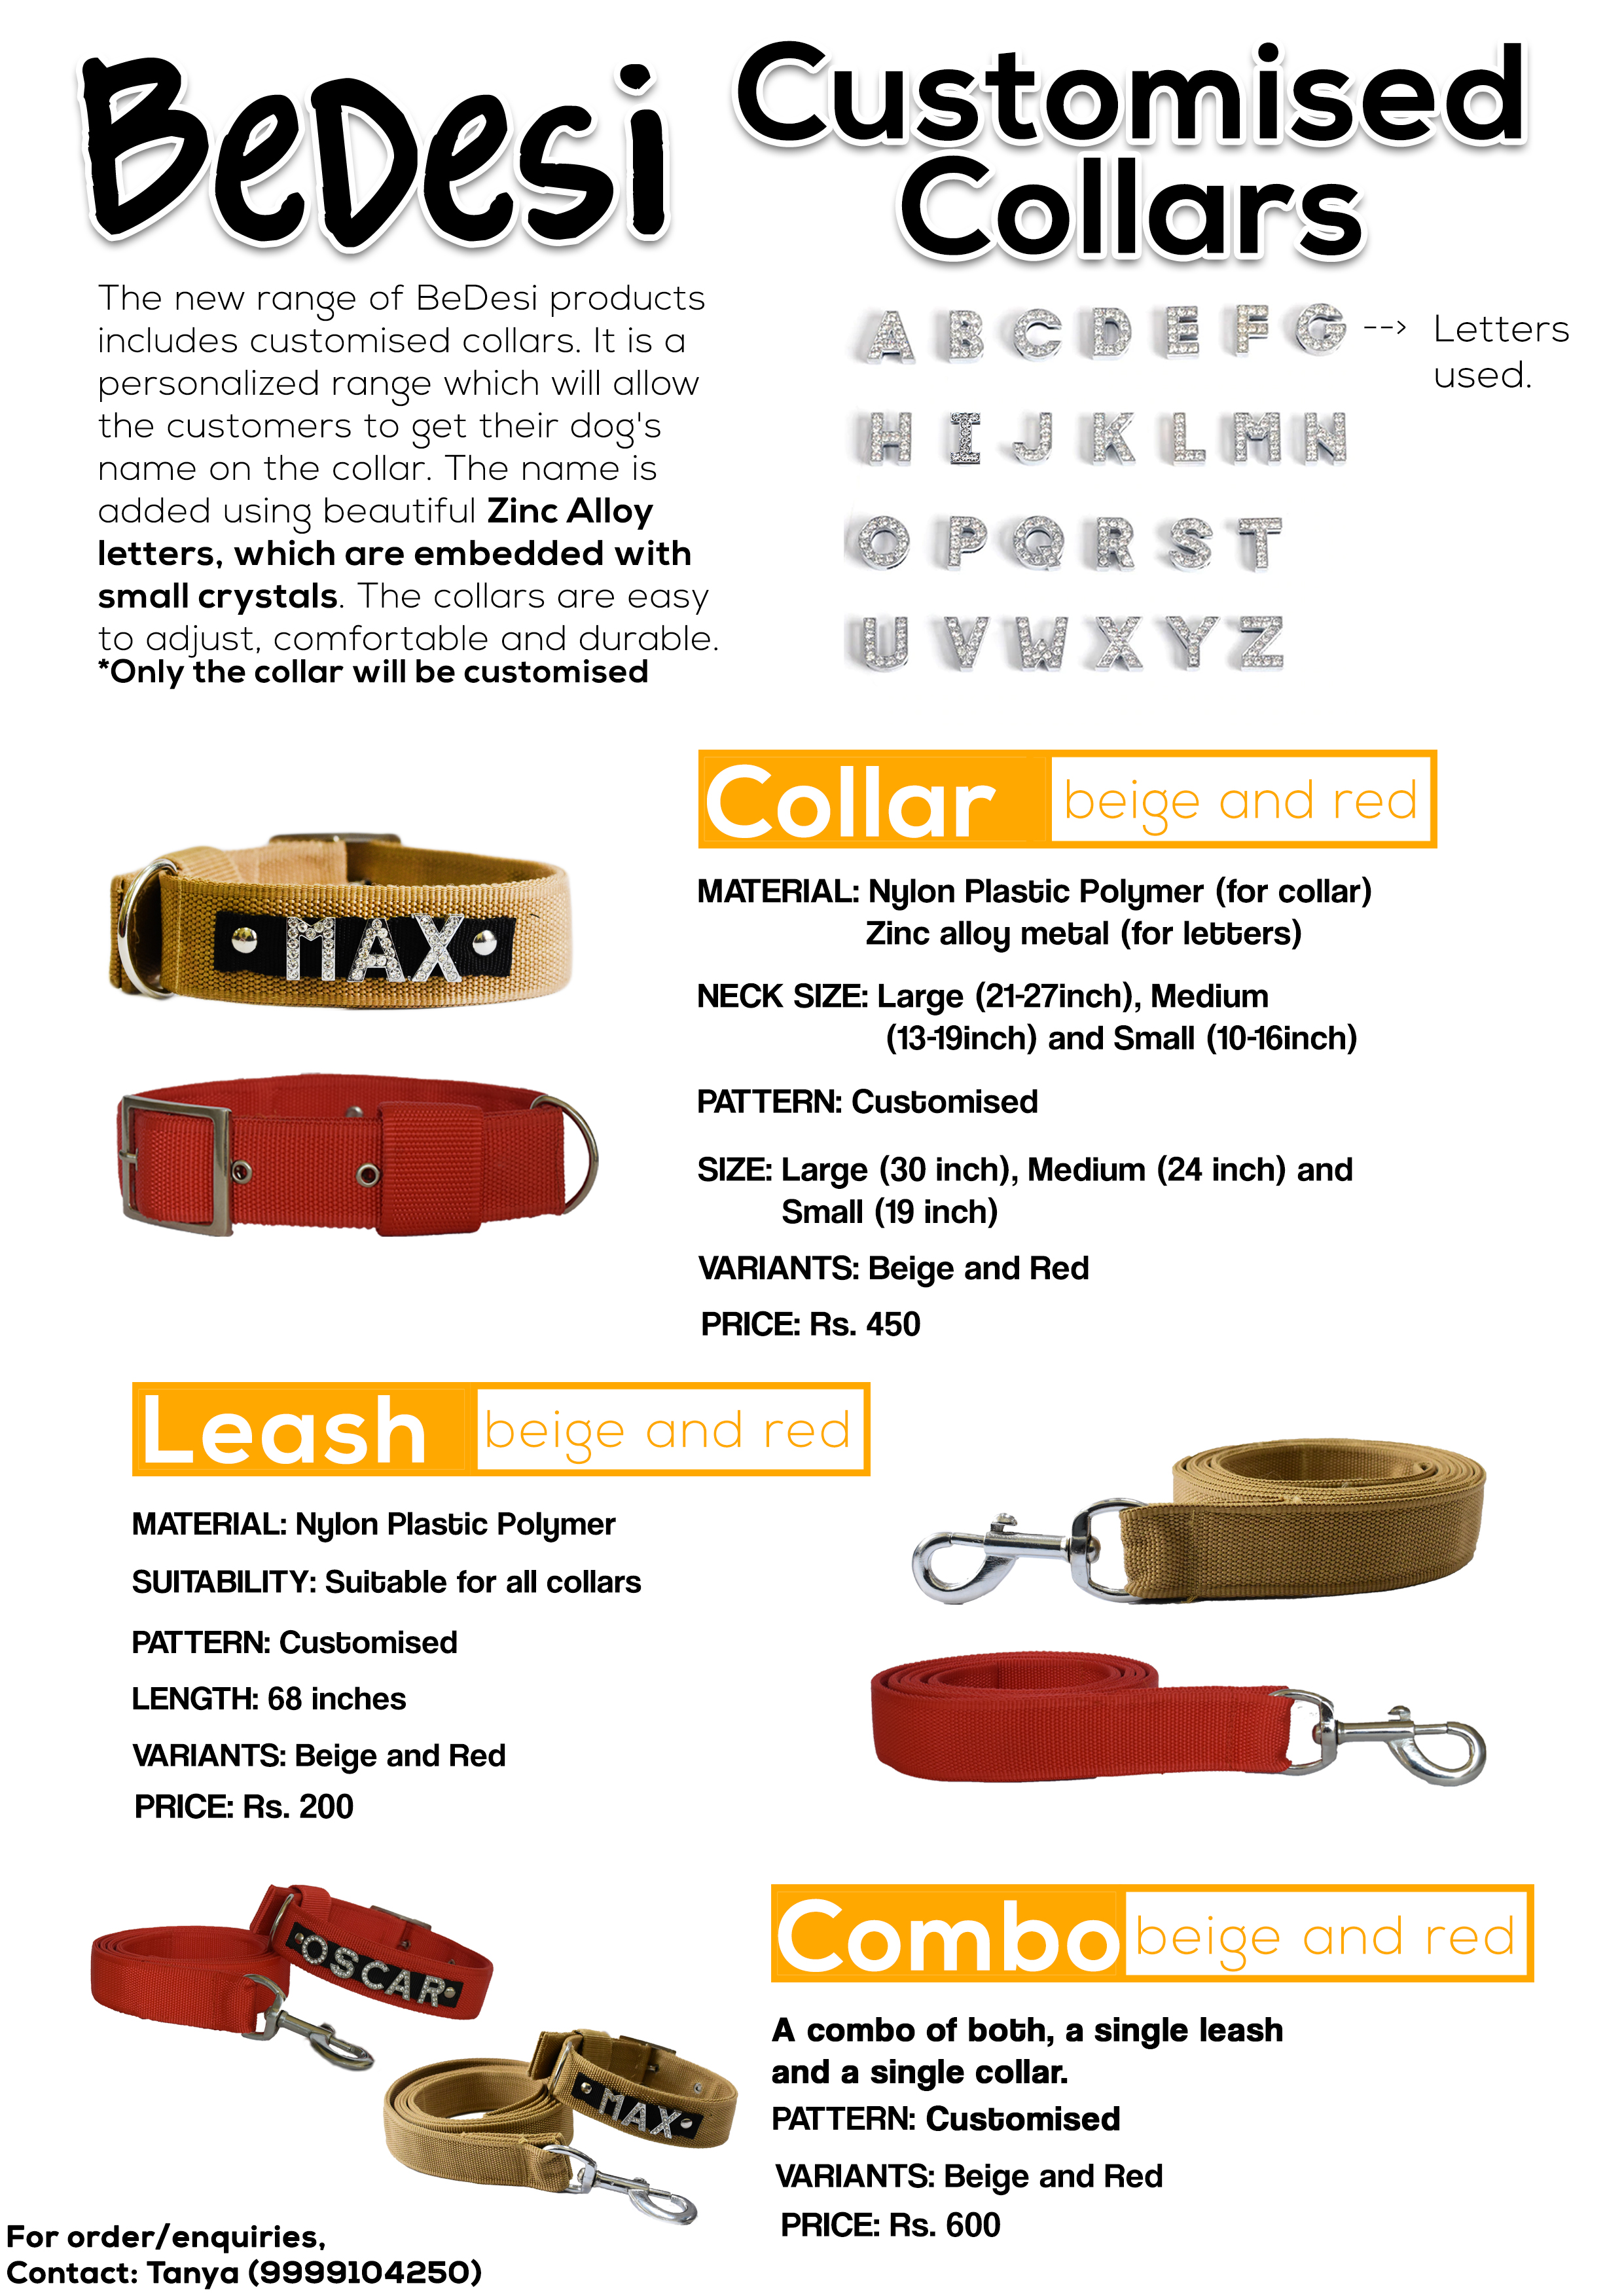 BeDesi
Customised
Collars
The new range of BeDesi products
includes customised collars. It is a
personalized range which will allow
the customers to get their dog's
name on the collar. The name is
added using beautiful Zinc Alloy
letters, which are embedded with
small crystals. The collars are easy
to adjust, comfortable and durable.
*Only the collar will be customised
A B C D E F G --> Letters
used.
H I J K L M N
O P Q R S T
U V W X Y Z
Collar beige and red
MAX
MATERIAL: Nylon Plastic Polymer (for collar)
Zinc alloy metal (for letters)
NECK SIZE: Large (21-27inch), Medium
(13-19inch) and Small (10-16inch)
PATTERN: Customised
SIZE: Large (30 inch), Medium (24 inch) and
Small (19 inch)
VARIANTS: Beige and Red
PRICE: Rs. 450
Leash beige and red
MATERIAL: Nylon Plastic Polymer
SUITABILITY: Suitable for all collars
PATTERN: Customised
LENGTH: 68 inches
VARIANTS: Beige and Red
PRICE: Rs. 200
OSCAR
MAX
Combo beige and red
A combo of both, a single leash
and a single collar.
PATTERN: Customised
VARIANTS: Beige and Red
PRICE: Rs. 600
For order/enquiries,
Contact: Tanya (9999104250)